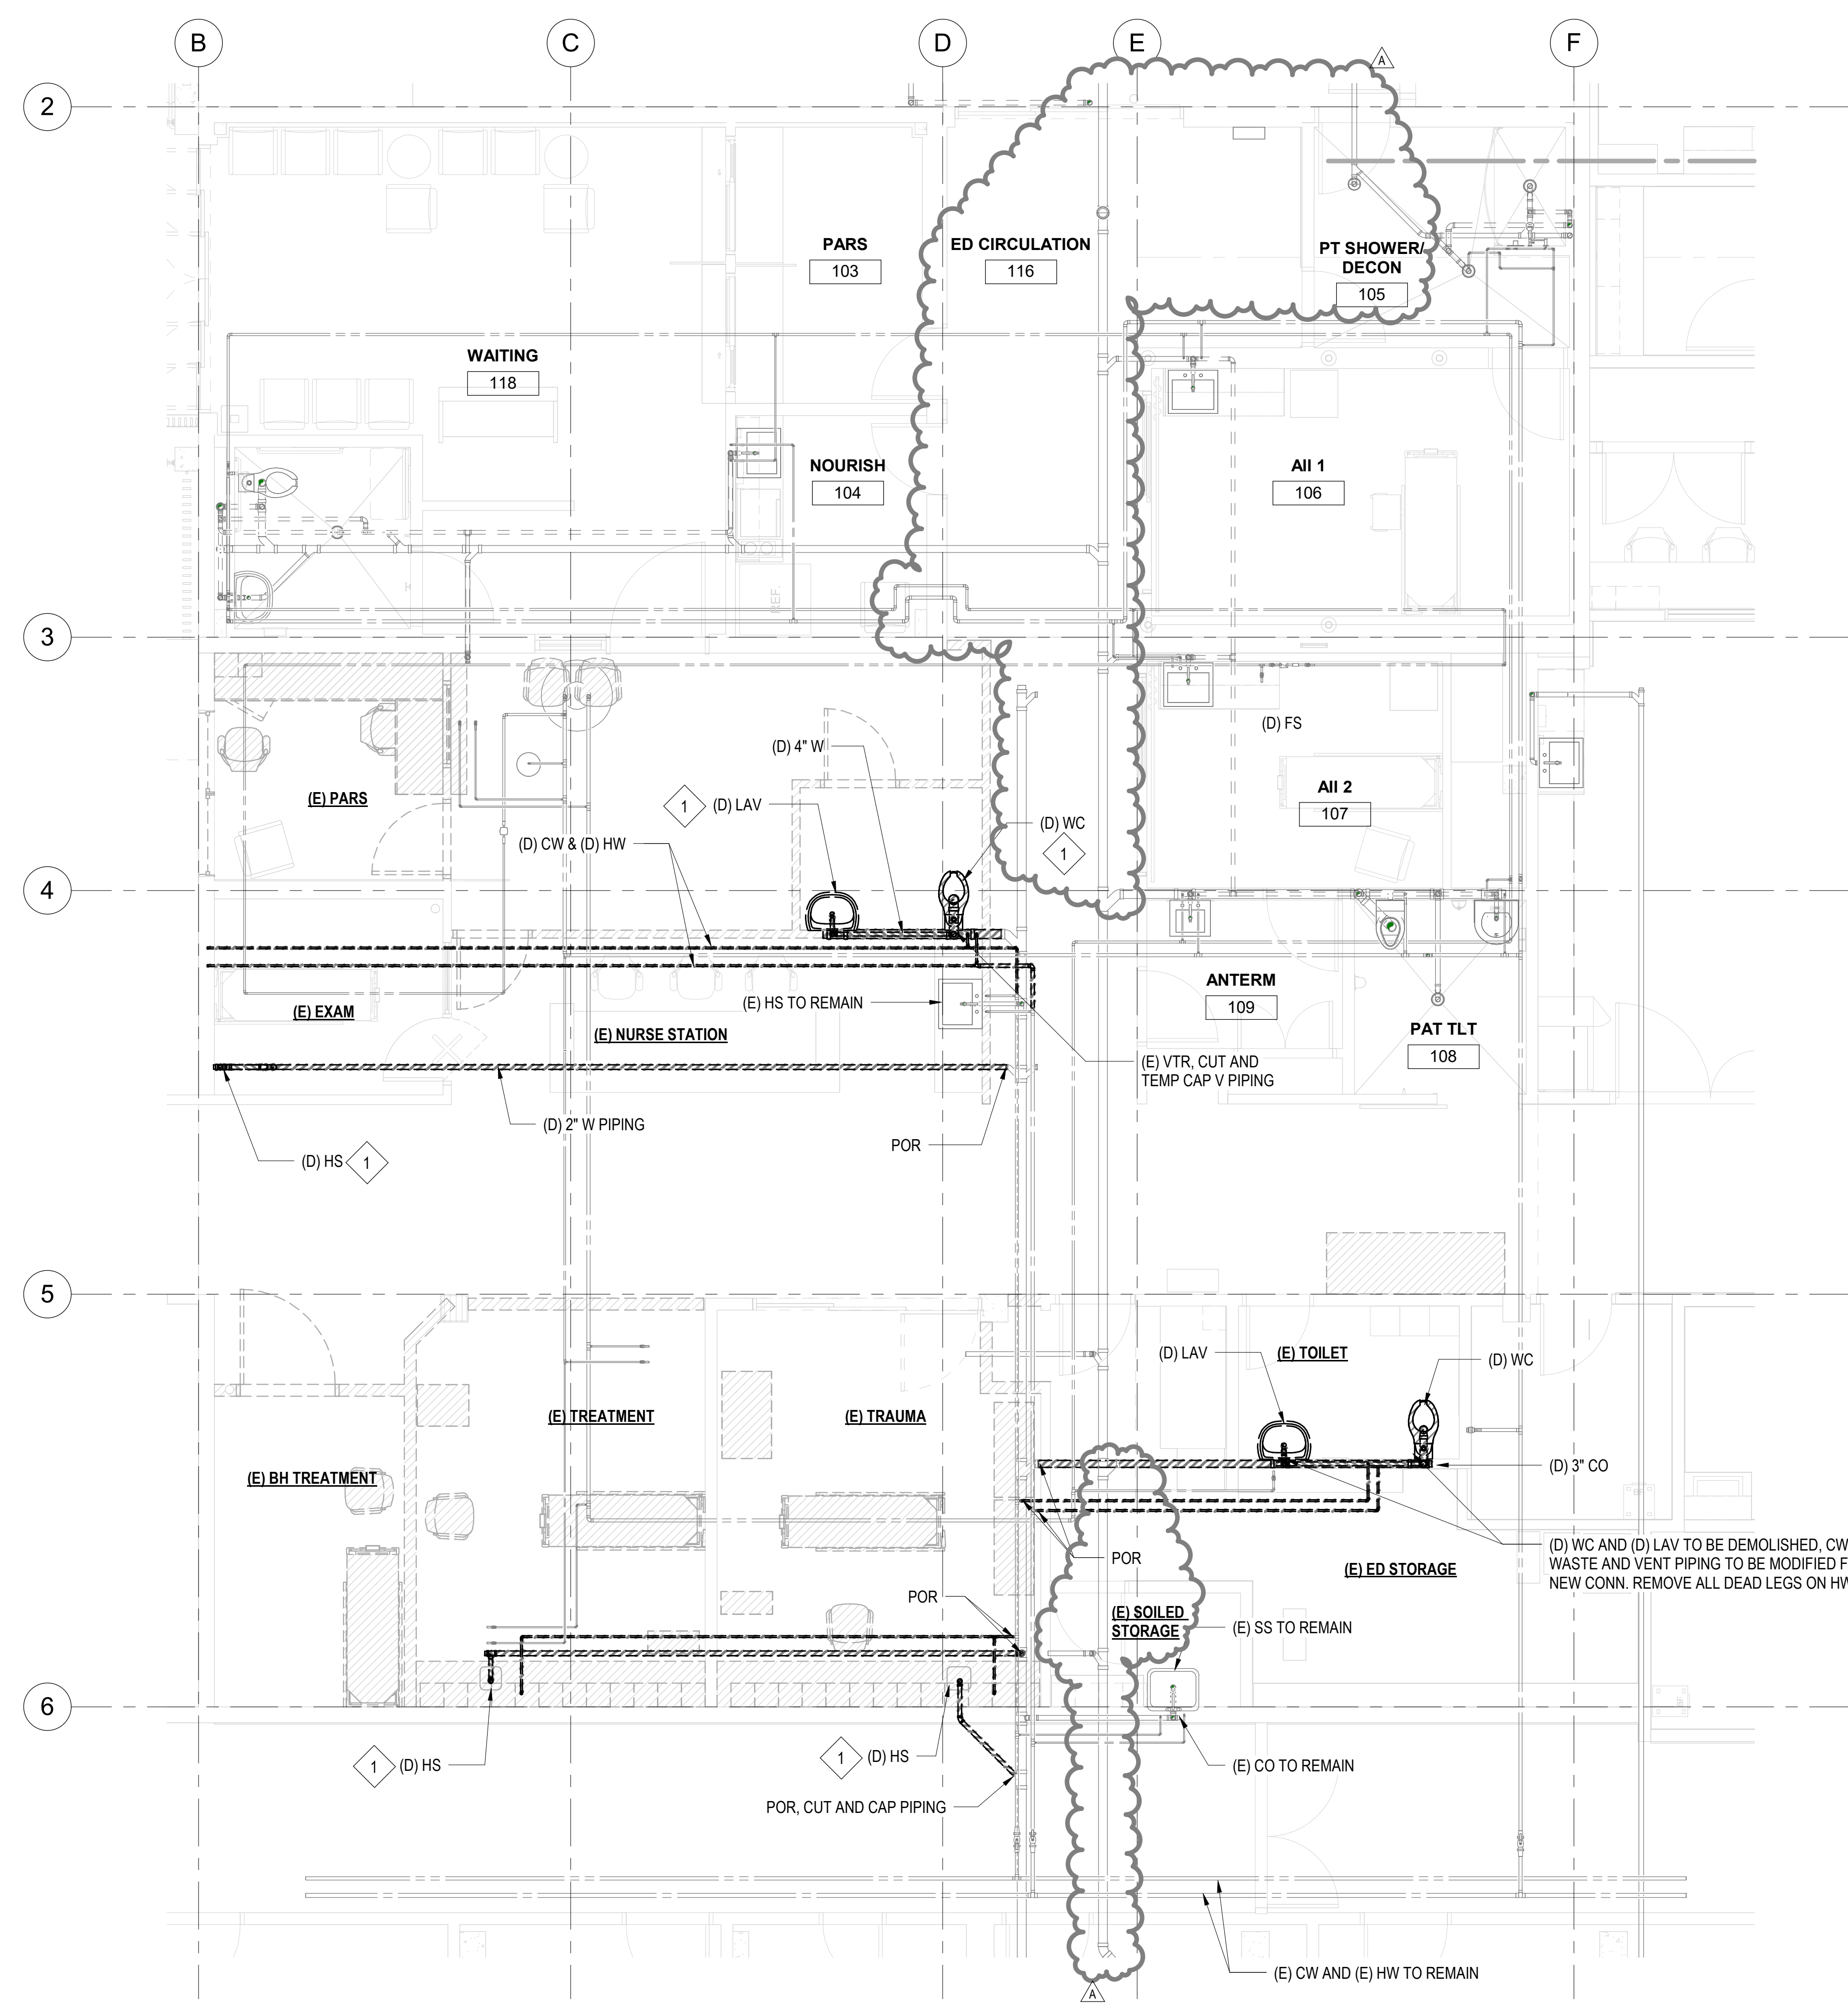 B
C
D
E
F
A
2
PARS
103
ED CIRCULATION
116
PT SHOWER/
DECON
105
WAITING
118
NOURISH
104
AII 1
106
REF.
3
(D) FS
(D) 4" W
AII 2
107
(E) PARS
1
(D) LAV
(D) WC
1
(D) CW & (D) HW
4
(E) EXAM
(E) HS TO REMAIN
(E) NURSE STATION
ANTERM
109
PAT TLT
108
(E) VTR, CUT AND
TEMP CAP V PIPING
(D) 2" W PIPING
POR
(D) HS
1
5
(D) LAV
(E) TOILET
(D) WC
(E) TREATMENT
(E) TRAUMA
(E) BH TREATMENT
(D) 3" CO
POR
(D) WC AND (D) LAV TO BE DEMOLISHED, CW
WASTE AND VENT PIPING TO BE MODIFIED F
NEW CONN. REMOVE ALL DEAD LEGS ON HW
(E) ED STORAGE
POR
(E) SOILED
STORAGE
(E) SS TO REMAIN
6
1
(D) HS
1
(D) HS
(E) CO TO REMAIN
POR, CUT AND CAP PIPING
(E) CW AND (E) HW TO REMAIN
A